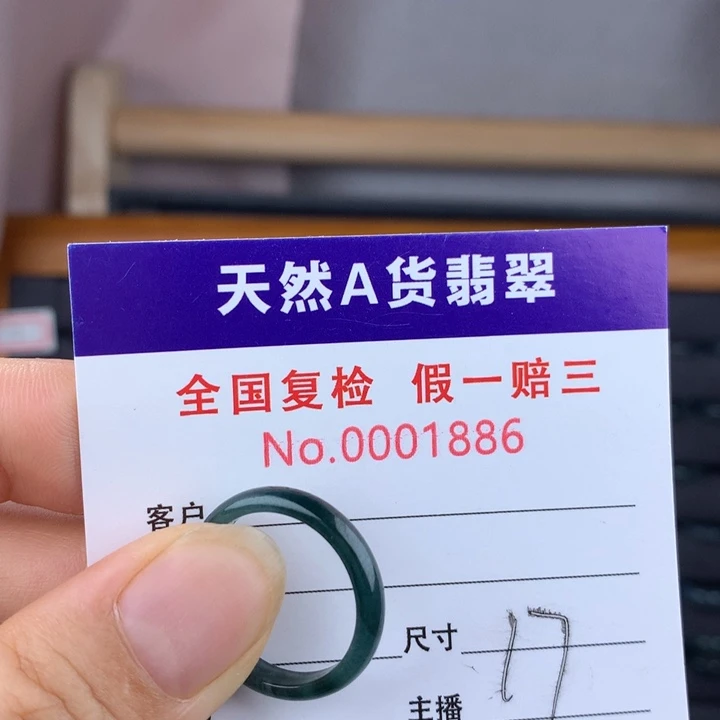 天然A货翡翠
全国复检 假一赔三
No.0001886
客户
尺寸 17
主播